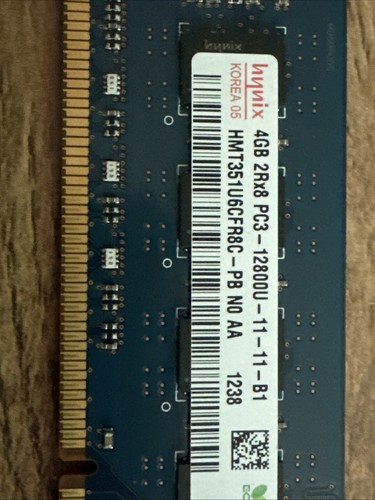 hynix
KOREA 05
4GB 2Rx8 PC3-12800U-11-11-B1
HMT351U6CFR8C-PB N0 AA 1238